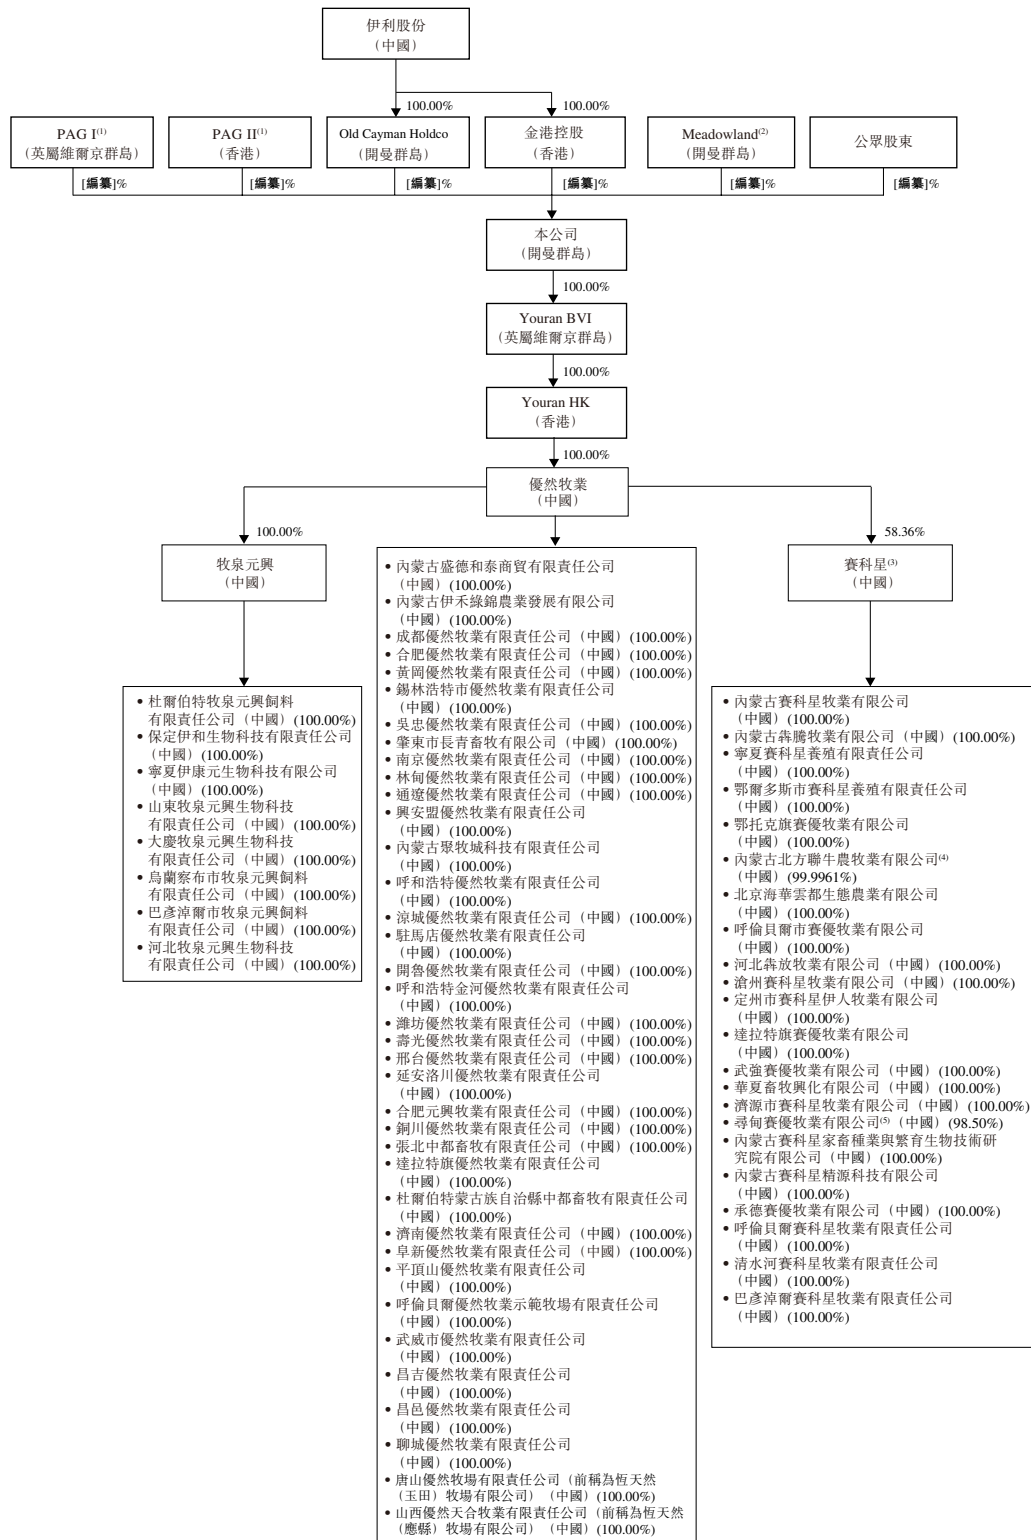 伊利股份
（中國）
100.00%
100.00%
PAG I(1)
（英屬維爾京群島）
PAG II(1)
（香港）
Old Cayman Holdco
（開曼群島）
金港控股
（香港）
Meadowland(2)
（開曼群島）
公眾股東
[編纂]%
[編纂]%
[編纂]%
[編纂]%
[編纂]%
[編纂]%
本公司
（開曼群島）
100.00%
Youran BVI
（英屬維爾京群島）
100.00%
Youran HK
（香港）
100.00%
優然牧業
（中國）
100.00%
58.36%
牧泉元興
（中國）
• 杜爾伯特牧泉元興飼料
有限責任公司（中國）(100.00%)
• 保定伊和生物科技有限責任公司
（中國）(100.00%)
• 寧夏伊康元生物科技有限公司
（中國）(100.00%)
• 山東牧泉元興生物科技
有限責任公司（中國）(100.00%)
• 大慶牧泉元興生物科技
有限責任公司（中國）(100.00%)
• 烏蘭察布市牧泉元興飼料
有限責任公司（中國）(100.00%)
• 巴彥淖爾市牧泉元興飼料
有限責任公司（中國）(100.00%)
• 河北牧泉元興生物科技
有限責任公司（中國）(100.00%)
• 內蒙古盛德和泰商貿有限責任公司
（中國）(100.00%)
• 內蒙古伊禾綠錦農業發展有限公司
（中國）(100.00%)
• 成都優然牧業有限責任公司（中國）(100.00%)
• 合肥優然牧業有限責任公司（中國）(100.00%)
• 黃岡優然牧業有限責任公司（中國）(100.00%)
• 錫林浩特市優然牧業有限責任公司
（中國）(100.00%)
• 吳忠優然牧業有限責任公司（中國）(100.00%)
• 肇東市長青畜牧有限公司（中國）(100.00%)
• 南京優然牧業有限責任公司（中國）(100.00%)
• 林甸優然牧業有限責任公司（中國）(100.00%)
• 通遼優然牧業有限責任公司（中國）(100.00%)
• 興安盟優然牧業有限責任公司
（中國）(100.00%)
• 內蒙古聚牧城科技有限責任公司
（中國）(100.00%)
• 呼和浩特優然牧業有限責任公司
（中國）(100.00%)
• 涼城優然牧業有限責任公司（中國）(100.00%)
• 駐馬店優然牧業有限責任公司
（中國）(100.00%)
• 開魯優然牧業有限責任公司（中國）(100.00%)
• 呼和浩特金河優然牧業有限責任公司
（中國）(100.00%)
• 濰坊優然牧業有限責任公司（中國）(100.00%)
• 壽光優然牧業有限責任公司（中國）(100.00%)
• 邢台優然牧業有限責任公司（中國）(100.00%)
• 延安洛川優然牧業有限責任公司
（中國）(100.00%)
• 合肥元興牧業有限責任公司（中國）(100.00%)
• 銅川優然牧業有限責任公司（中國）(100.00%)
• 張北中都畜牧有限責任公司（中國）(100.00%)
• 達拉特旗優然牧業有限責任公司
（中國）(100.00%)
• 杜爾伯特蒙古族自治縣中都畜牧有限責任公司
（中國）(100.00%)
• 濟南優然牧業有限責任公司（中國）(100.00%)
• 阜新優然牧業有限責任公司（中國）(100.00%)
• 平頂山優然牧業有限責任公司
（中國）(100.00%)
• 呼倫貝爾優然牧業示範牧場有限責任公司
（中國）(100.00%)
• 武威市優然牧業有限責任公司
（中國）(100.00%)
• 昌吉優然牧業有限責任公司
（中國）(100.00%)
• 昌邑優然牧業有限責任公司
（中國）(100.00%)
• 聊城優然牧業有限責任公司
（中國）(100.00%)
• 唐山優然牧場有限責任公司（前稱為恆天然
（玉田）牧場有限公司）（中國）(100.00%)
• 山西優然天合牧業有限責任公司（前稱為恆天然
（應縣）牧場有限公司）（中國）(100.00%)
賽科星(3)
（中國）
• 內蒙古賽科星牧業有限公司
（中國）(100.00%)
• 內蒙古犇騰牧業有限公司（中國）(100.00%)
• 寧夏賽科星養殖有限責任公司
（中國）(100.00%)
• 鄂爾多斯市賽科星養殖有限責任公司
（中國）(100.00%)
• 鄂托克旗賽優牧業有限公司
（中國）(100.00%)
• 內蒙古北方聯牛農牧業有限公司(4)
（中國）(99.9961%)
• 北京海華雲都生態農業有限公司
（中國）(100.00%)
• 呼倫貝爾市賽優牧業有限公司
（中國）(100.00%)
• 河北犇放牧業有限公司（中國）(100.00%)
• 滄州賽科星牧業有限公司（中國）(100.00%)
• 定州市賽科星伊人牧業有限公司
（中國）(100.00%)
• 達拉特旗賽優牧業有限公司
（中國）(100.00%)
• 武強賽優牧業有限公司（中國）(100.00%)
• 華夏畜牧興化有限公司（中國）(100.00%)
• 濟源市賽科星牧業有限公司（中國）(100.00%)
• 尋甸賽優牧業有限公司(5)（中國）(98.50%)
• 內蒙古賽科星家畜種業與繁育生物技術研
究院有限公司（中國）(100.00%)
• 內蒙古賽科星精源科技有限公司
（中國）(100.00%)
• 承德賽優牧業有限公司（中國）(100.00%)
• 呼倫貝爾賽科星牧業有限責任公司
（中國）(100.00%)
• 清水河賽科星牧業有限責任公司
（中國）(100.00%)
• 巴彥淖爾賽科星牧業有限責任公司
（中國）(100.00%)